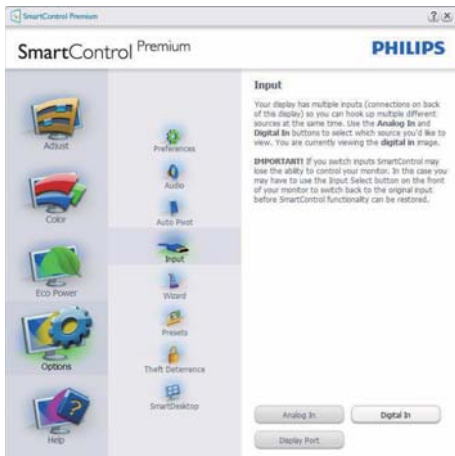 SmartControl Premium
SmartControl Premium
PHILIPS
Adjust
Color
Eco Power
Options
Help
Preferences
Audio
Auto Pivot
Input
Wizard
Presets
Theft Deterrence
SmartDesktop
Input
Your display has multiple inputs (connections on back
of this display) so you can hook up multiple different
sources at the same time. Use the Analog In and
Digital In buttons to select which source you'd like to
view. You are currently viewing the digital in image.
IMPORTANT! If you switch inputs SmartControl may
lose the ability to control your monitor. In this case you
may have to use the Input Select button on the front
of your monitor to switch back to the original input
before SmartControl functionality can be restored.
Analog In
Digital In
Display Port